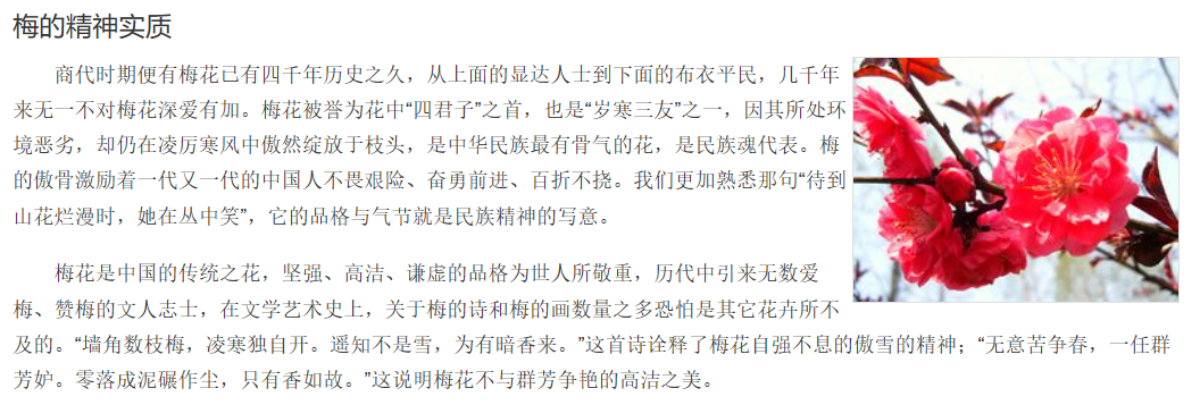 梅的精神实质
商代时期便有梅花已有四千年历史之久，从上面的显达人士到下面的布衣平民，几千年
来无一不对梅花深爱有加。梅花被誉为花中“四君子”之首，也是“岁寒三友”之一，因其所处环
境恶劣，却仍在凌厉寒风中傲然绽放于枝头，是中华民族最有骨气的花，是民族魂代表。梅
的傲骨激励着一代又一代的中国人不畏艰险、奋勇前进、百折不挠。我们更加熟悉那句“待到
山花烂漫时，她在丛中笑”，它的品格与气节就是民族精神的写意。
梅花是中国的传统之花，坚强、高洁、谦虚的品格为世人所敬重，历代中引来无数爱
梅、赞梅的文人志士，在文学艺术史上，关于梅的诗和梅的画数量之多恐怕是其它花卉所不
及的。“墙角数枝梅，凌寒独自开。遥知不是雪，为有暗香来。”这首诗诠释了梅花自强不息的傲雪的精神；“无意苦争春，一任群
芳妒。零落成泥碾作尘，只有香如故。”这说明梅花不与群芳争艳的高洁之美。